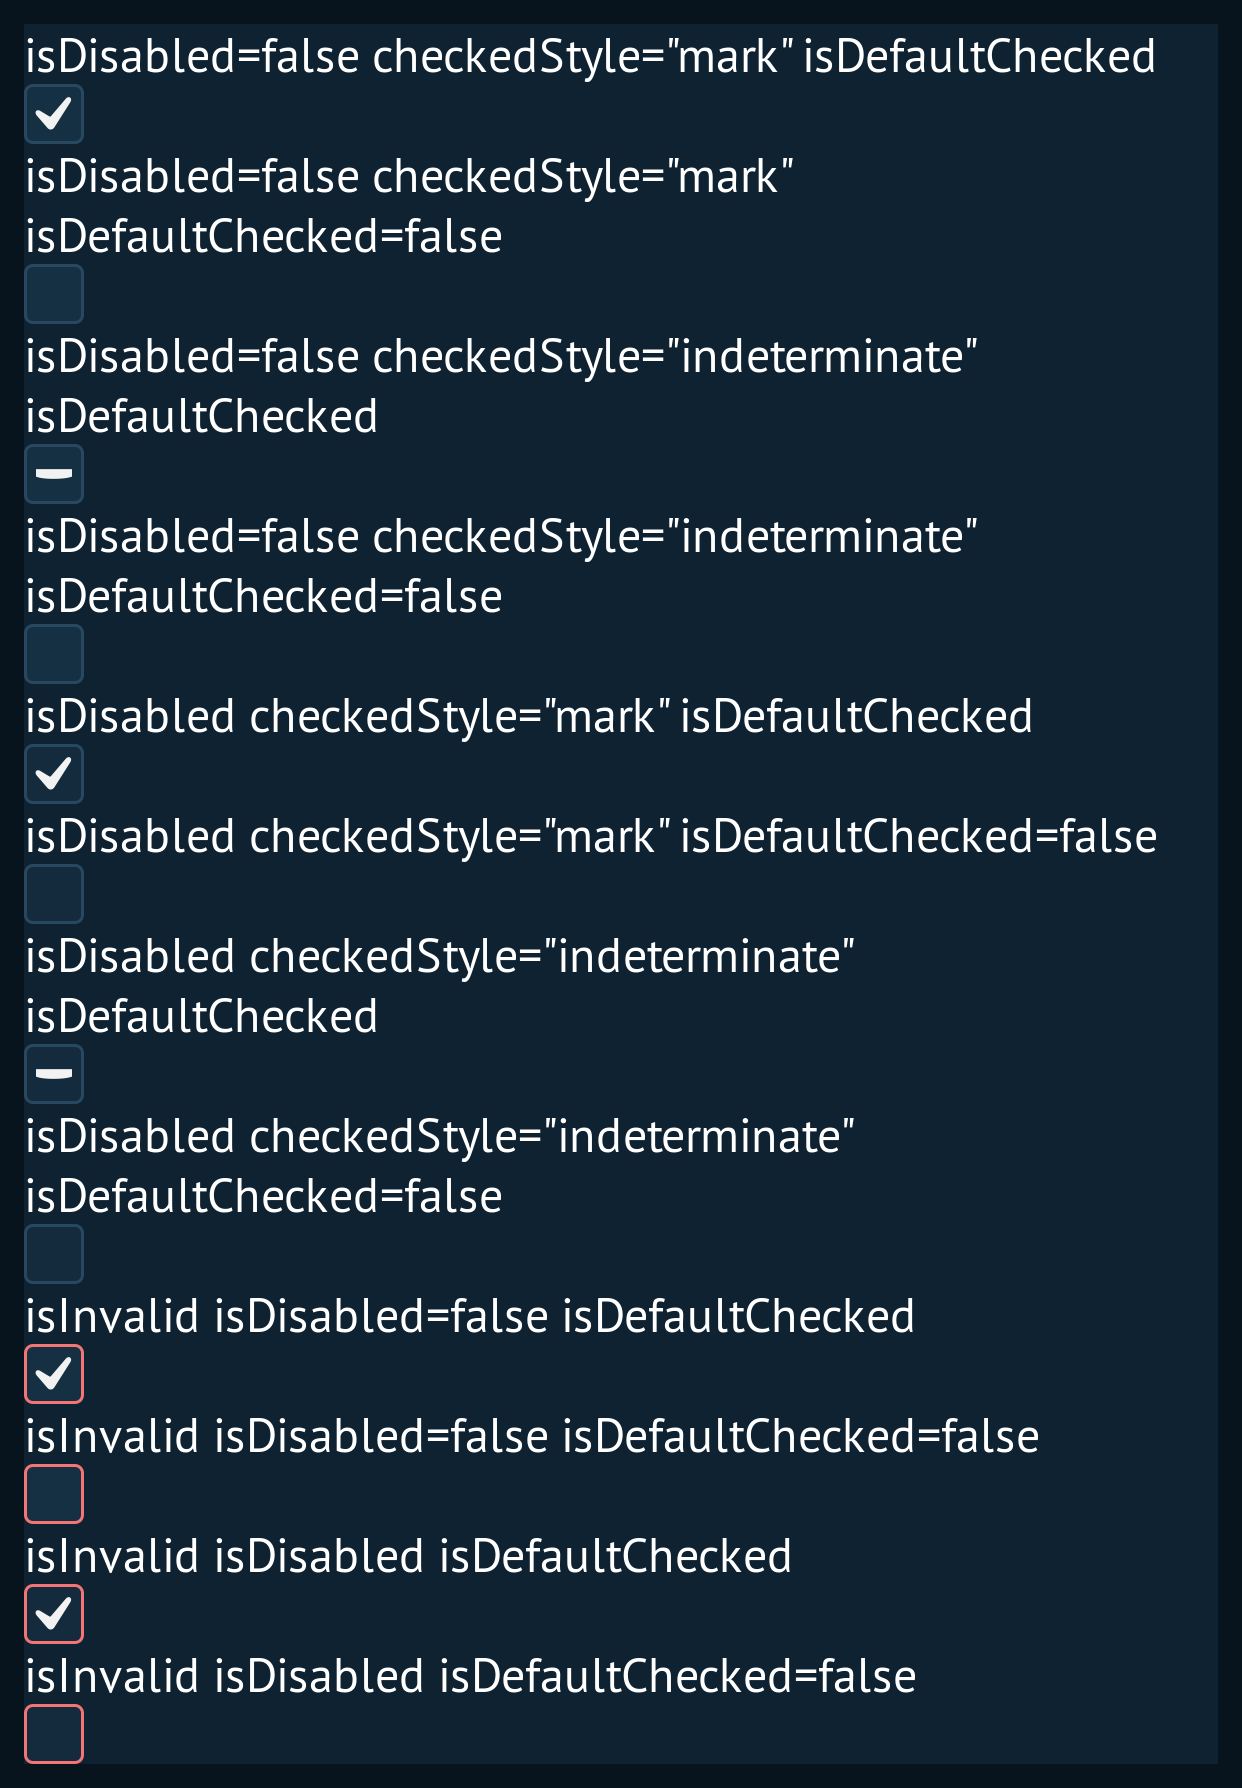 isDisabled=false checkedStyle="mark" isDefaultChecked
isDisabled=false checkedStyle="mark"
isDefaultChecked=false
isDisabled=false checkedStyle="indeterminate"
isDefaultChecked
isDisabled=false checkedStyle="indeterminate"
isDefaultChecked=false
isDisabled checkedStyle="mark" isDefaultChecked
isDisabled checkedStyle="mark" isDefaultChecked=false
isDisabled checkedStyle="indeterminate"
isDefaultChecked
isDisabled checkedStyle="indeterminate"
isDefaultChecked=false
isInvalid isDisabled=false isDefaultChecked
isInvalid isDisabled=false isDefaultChecked=false
isInvalid isDisabled isDefaultChecked
isInvalid isDisabled isDefaultChecked=false